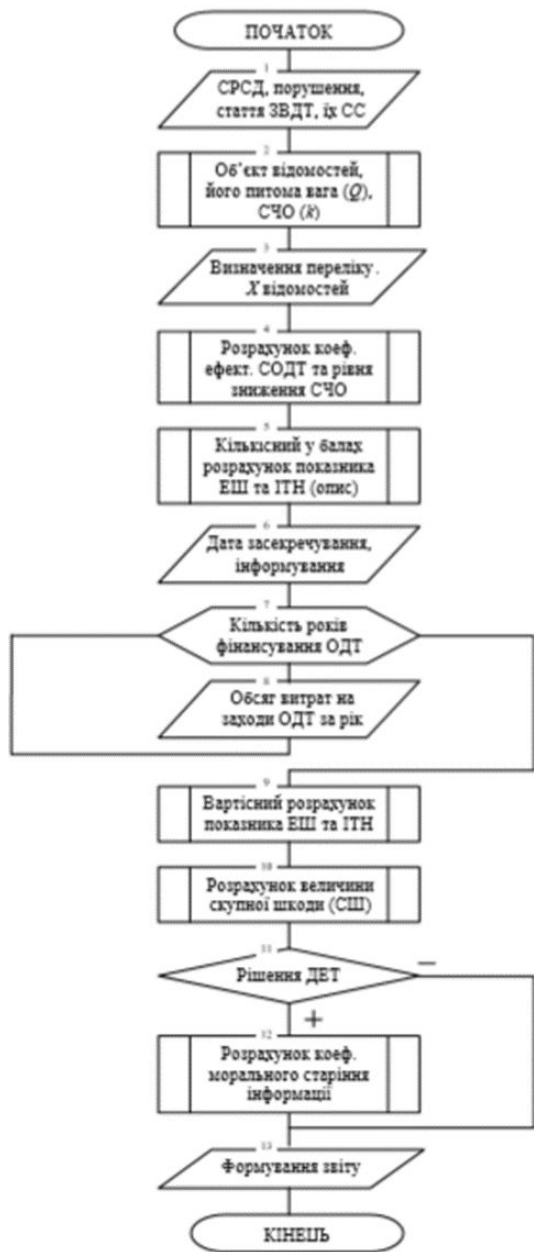 ПОЧАТОК
1
СРСД, порушення,
стаття ЗВДТ, їх СС
2
Об’єкт відомостей,
його питома вага (Q),
СЧО (k)
3
Визначення переліку.
X відомостей
4
Розрахунок коеф.
ефект. СОДТ та рівня
зниження СЧО
5
Кількісний у балах
розрахунок показника
ЕШ та ІТН (опис)
6
Дата засекречування,
інформування
7
Кількість років
фінансування ОДТ
8
Обсяг витрат на
заходи ОДТ за рік
9
Вартісний розрахунок
показника ЕШ та ІТН
10
Розрахунок величини
скупної шкоди (СШ)
11
Рішення ДЕТ
−
+
12
Розрахунок коеф.
морального старіння
інформації
13
Формування звіту
КІНЕЦЬ